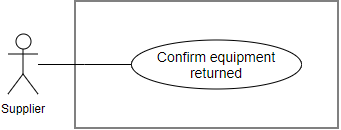 Confirm equipment
returned
Supplier